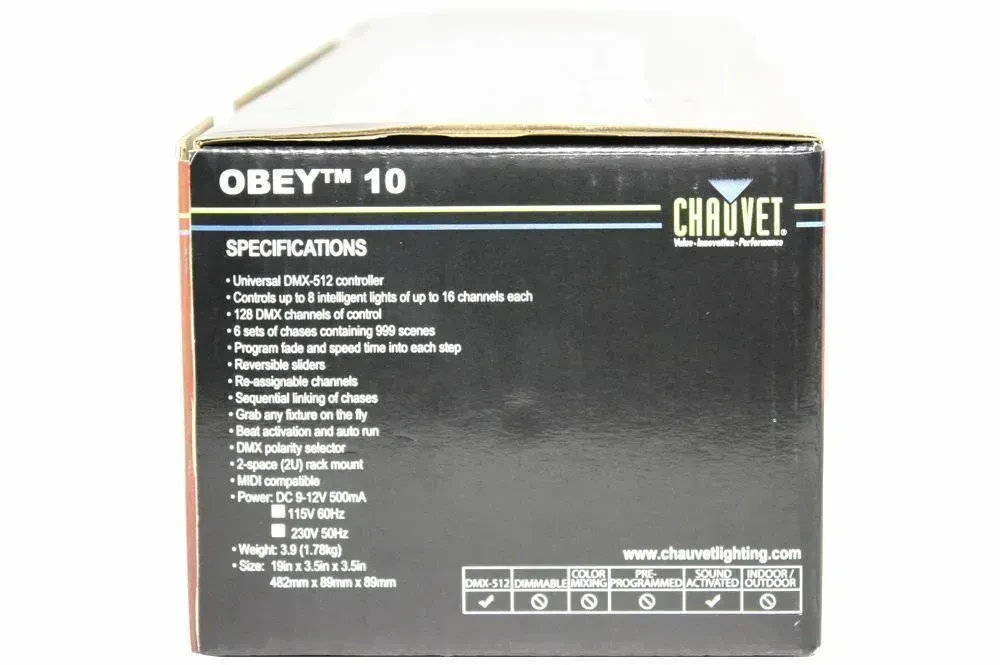 OBEY™ 10
CHAUVET®
Value · Innovation · Performance
SPECIFICATIONS
• Universal DMX-512 controller
• Controls up to 8 intelligent lights of up to 16 channels each
• 128 DMX channels of control
• 6 sets of chases containing 999 scenes
• Program fade and speed time into each step
• Reversible sliders
• Re-assignable channels
• Sequential linking of chases
• Grab any fixture on the fly
• Beat activation and auto run
• DMX polarity selector
• 2-space (2U) rack mount
• MIDI compatible
• Power: DC 9-12V 500mA
115V 60Hz
230V 50Hz
• Weight: 3.9 (1.78kg)
• Size: 19in x 3.5in x 3.5in
482mm x 89mm x 89mm
www.chauvetlighting.com
DMX-512 DIMMABLE COLOR MIXING PRE-PROGRAMMED SOUND ACTIVATED INDOOR / OUTDOOR